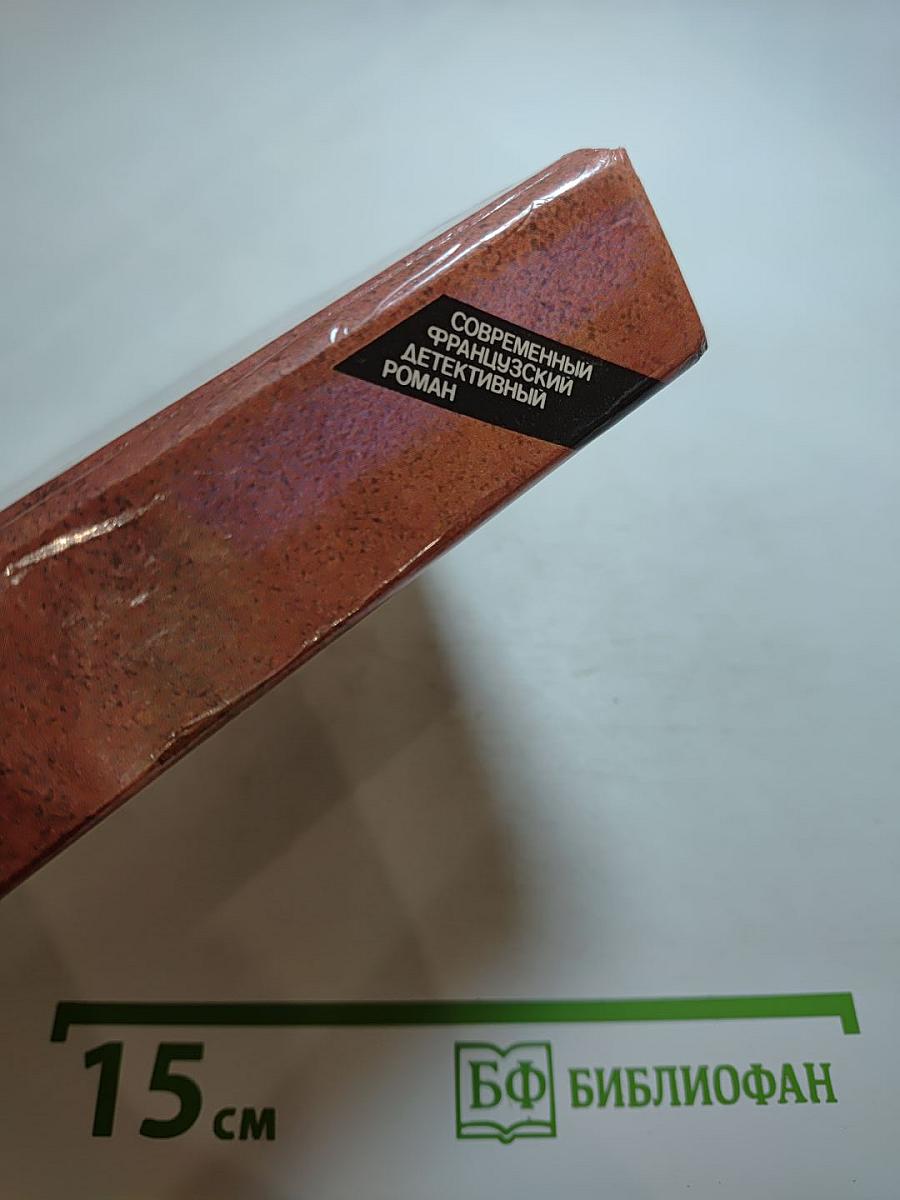 СОВРЕМЕННЫЙ
ФРАНЦУЗСКИЙ
ДЕТЕКТИВНЫЙ
РОМАН
15 см
БФ БИБЛИОФАН